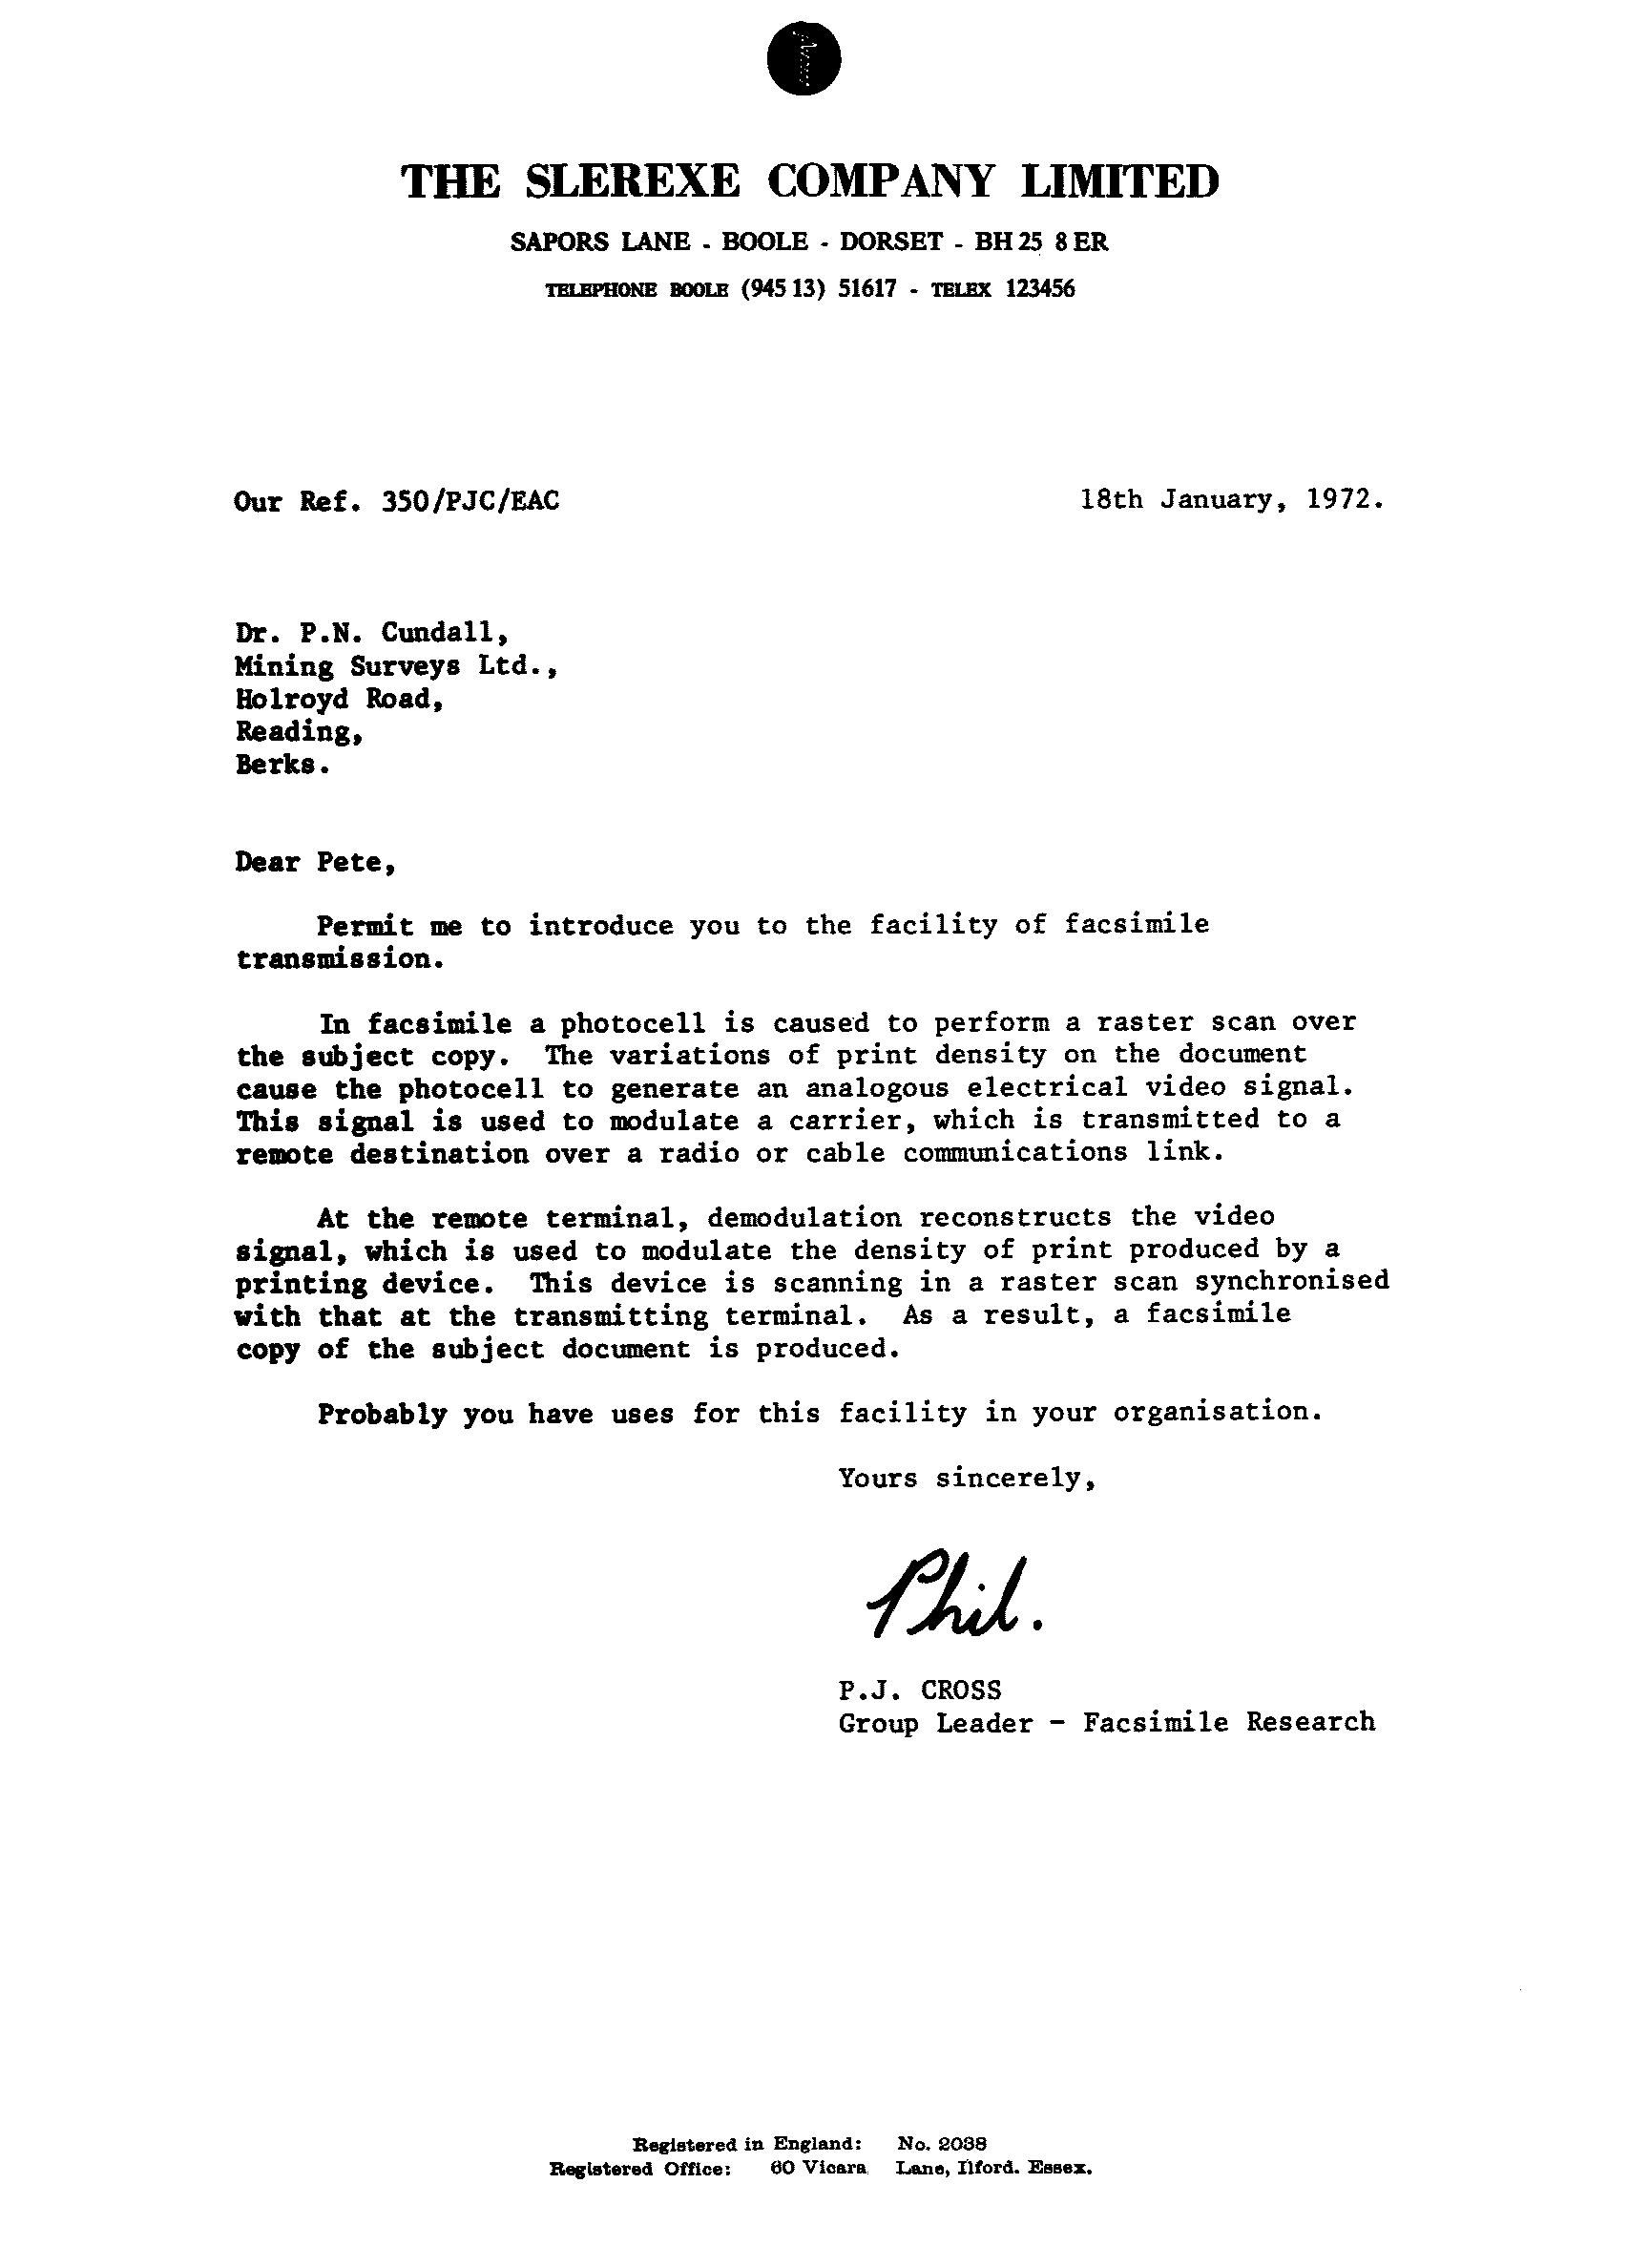 THE SLEREXE COMPANY LIMITED
SAPORS LANE - BOOLE - DORSET - BH 25 8 ER
TELEPHONE BOOLE (945 13) 51617 - TELEX 123456
Our Ref. 350/PJC/EAC 18th January, 1972.
Dr. P.N. Cundall,
Mining Surveys Ltd.,
Holroyd Road,
Reading,
Berks.
Dear Pete,
Permit me to introduce you to the facility of facsimile
transmission.
In facsimile a photocell is caused to perform a raster scan over
the subject copy. The variations of print density on the document
cause the photocell to generate an analogous electrical video signal.
This signal is used to modulate a carrier, which is transmitted to a
remote destination over a radio or cable communications link.
At the remote terminal, demodulation reconstructs the video
signal, which is used to modulate the density of print produced by a
printing device. This device is scanning in a raster scan synchronised
with that at the transmitting terminal. As a result, a facsimile
copy of the subject document is produced.
Probably you have uses for this facility in your organisation.
Yours sincerely,
Phil.
P.J. CROSS
Group Leader - Facsimile Research
Registered in England: No. 2038
Registered Office: 60 Vicara Lane, Ilford. Essex.